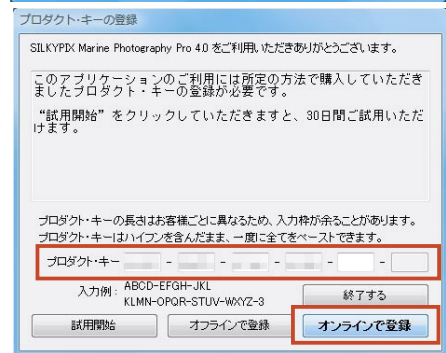 プロダクト・キーの登録
SILKYPIX Marine Photography Pro 4.0 をご利用いただきありがとうございます。
このアプリケーションのご利用には所定の方法で購入していただき
ましたプロダクト・キーの登録が必要です。
“試用開始”をクリックしていただきますと、30日間ご試用いただ
けます。
プロダクト・キーの長さはお客様ごとに異なるため、入力枠が余ることがあります。
プロダクト・キーはハイフンを含んだまま、一度に全てをペーストできます。
プロダクト・キー - - - - -
入力例: ABCD-EFGH-JKL
KLMN-OPQR-STUV-WXYZ-3
終了する
試用開始 オフラインで登録 オンラインで登録